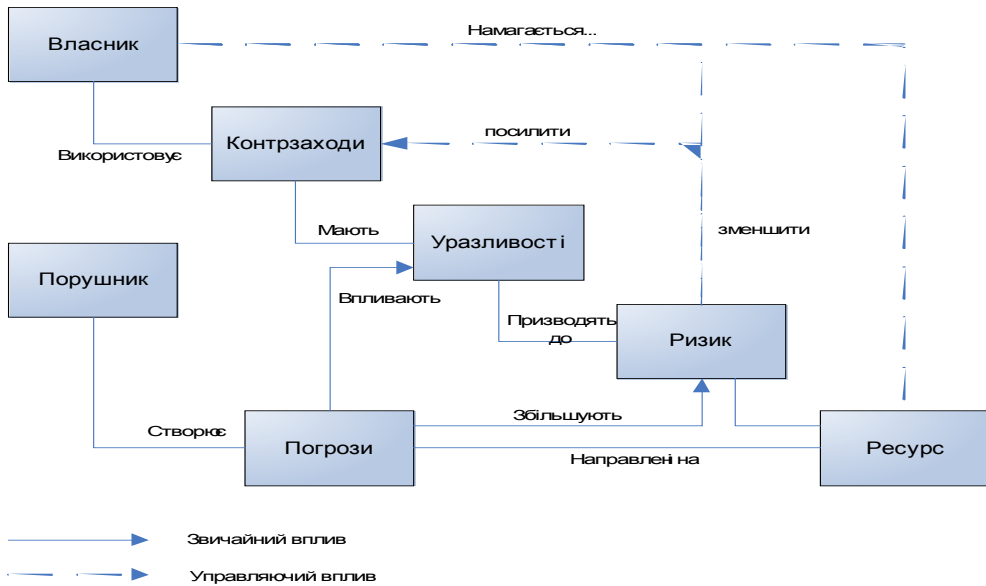 Власник
Намагається...
Контрзаходи
посилити
Використовує
Мають
Уразливості
зменшити
Порушник
Впливають
Призводять
до
Ризик
Збільшують
Створює
Погрози
Направлені на
Ресурс
Звичайний вплив
Управляючий вплив